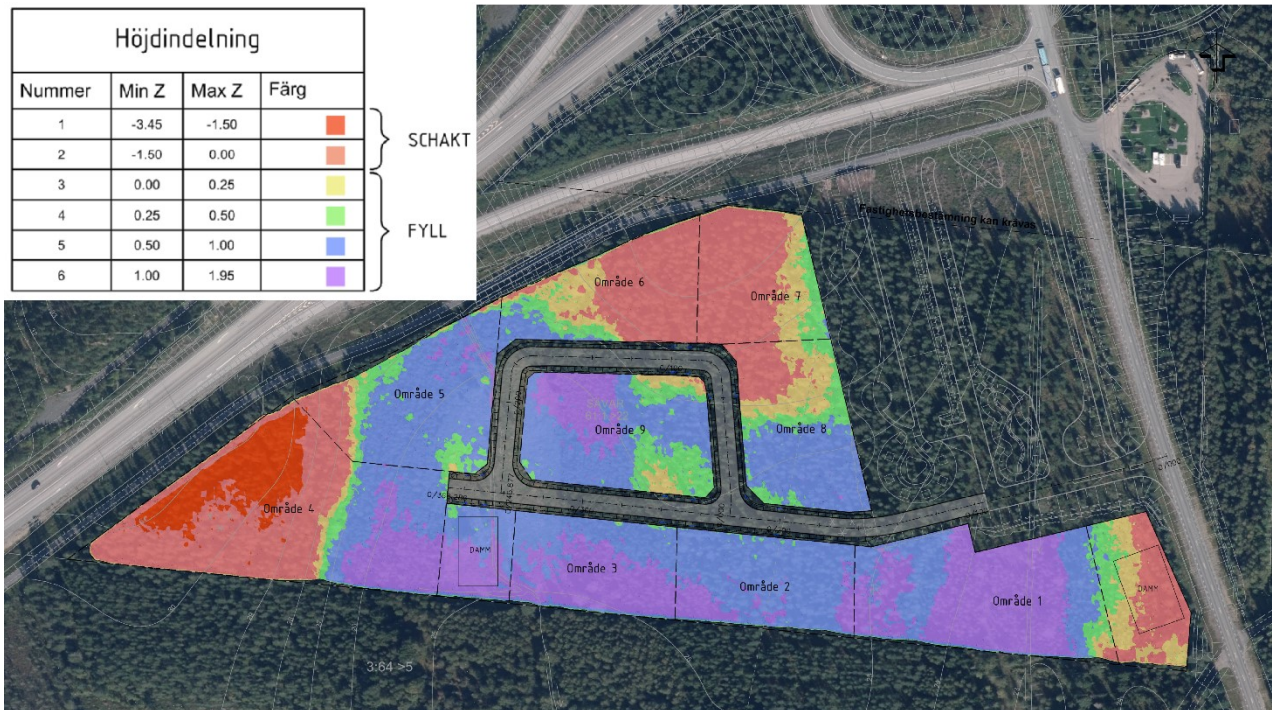 Höjdindelning
Nummer Min Z Max Z Färg
1 -3.45 -1.50
2 -1.50 0.00
SCHAKT
3 0.00 0.25
4 0.25 0.50
5 0.50 1.00
6 1.00 1.95
FYLL
Fastighetsbestämning kan krävas
Område 6
Område 7
Område 5
Område 9
Område 8
Område 4
DAMM
Område 3
Område 2
Område 1
DAMM
3:64 >5